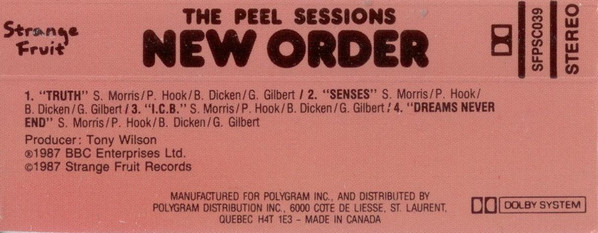 Strange
Fruit
THE PEEL SESSIONS
NEW ORDER
SFPSC039
STEREO
1. "TRUTH" S. Morris/P. Hook/B. Dicken/G. Gilbert / 2. "SENSES" S. Morris/P. Hook/
B. Dicken/G. Gilbert / 3. "I.C.B." S. Morris/P. Hook/B. Dicken/G. Gilbert / 4. "DREAMS NEVER
END" S. Morris/P. Hook/B. Dicken/G. Gilbert
Producer: Tony Wilson
℗1987 BBC Enterprises Ltd.
©1987 Strange Fruit Records
MANUFACTURED FOR POLYGRAM INC., AND DISTRIBUTED BY
POLYGRAM DISTRIBUTION INC., 6000 COTE DE LIESSE, ST. LAURENT,
QUEBEC H4T 1E3 - MADE IN CANADA
DOLBY SYSTEM